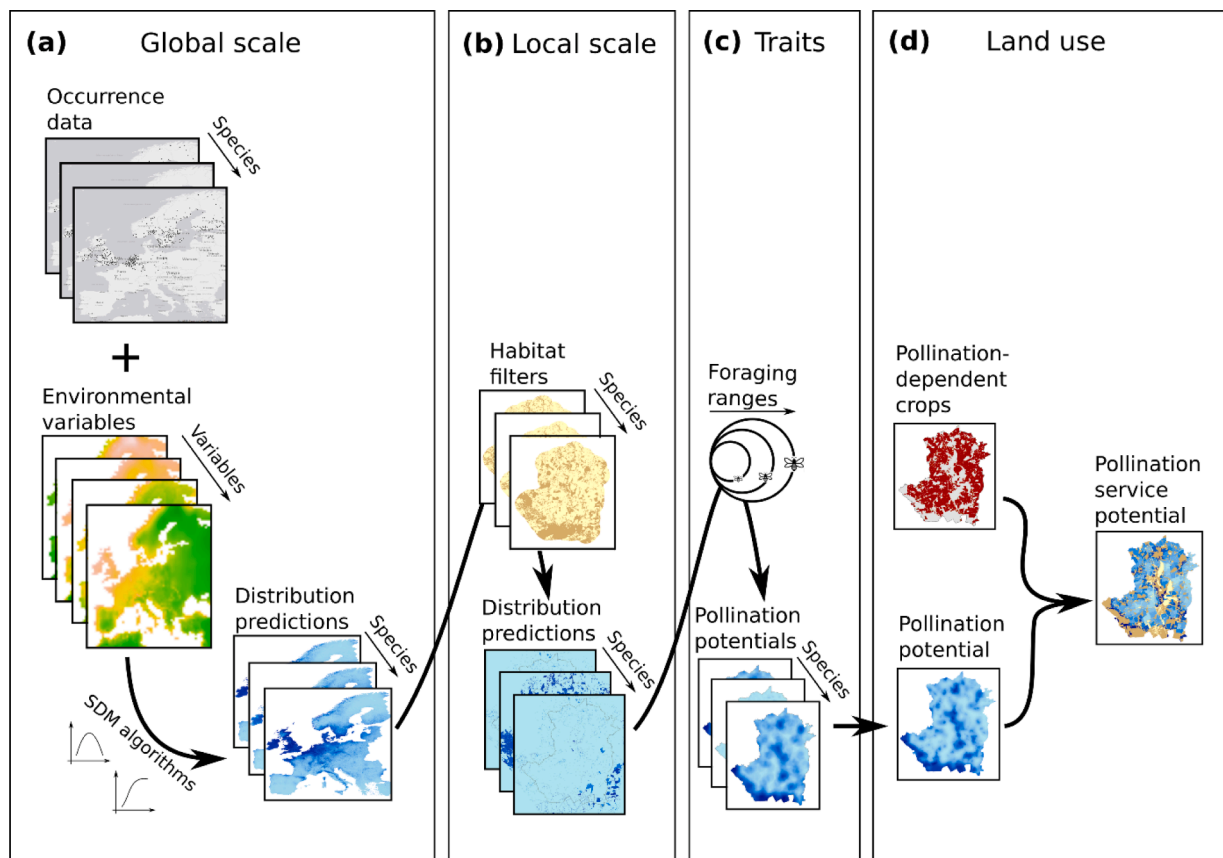 (a) Global scale
Occurrence
data
Species
Environmental
variables
Variables
SDM algorithms
Distribution
predictions
Species
(b) Local scale
Habitat
filters
Species
Distribution
predictions
Species
(c) Traits
Foraging
ranges
Pollination
potentials
Species
(d) Land use
Pollination-
dependent
crops
Pollination
potential
Pollination
service
potential